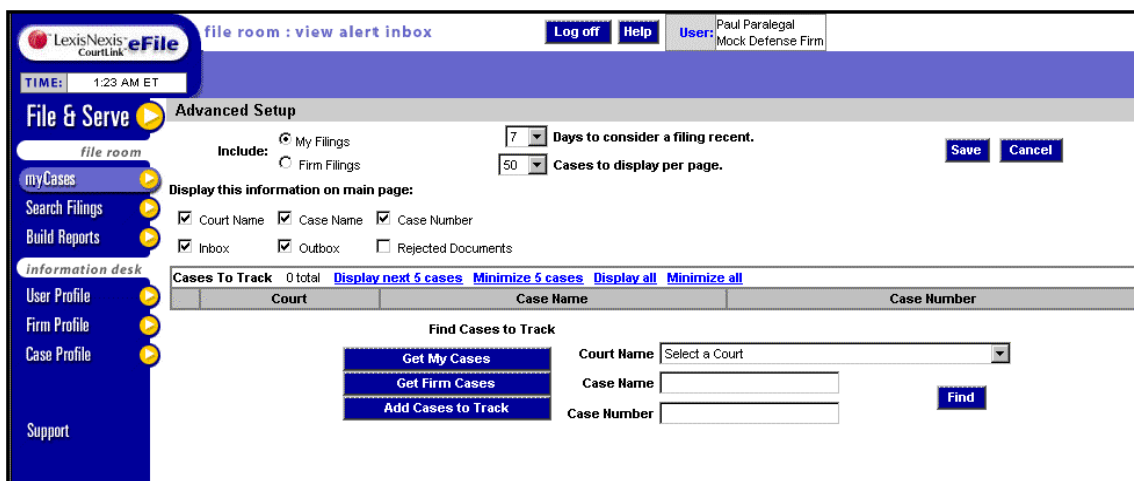 LexisNexis™ eFile
CourtLink™
file room : view alert inbox
Log off Help User: Paul Paralegal
Mock Defense Firm
TIME: 1:23 AM ET
File & Serve
file room
myCases
Search Filings
Build Reports
information desk
User Profile
Firm Profile
Case Profile
Support
Advanced Setup
Include: My Filings
Firm Filings
7 Days to consider a filing recent.
50 Cases to display per page.
Save Cancel
Display this information on main page:
Court Name Case Name Case Number
Inbox Outbox Rejected Documents
Cases To Track 0 total Display next 5 cases Minimize 5 cases Display all Minimize all
Court Case Name Case Number
Find Cases to Track
Get My Cases
Get Firm Cases
Add Cases to Track
Court Name Select a Court
Case Name
Case Number
Find